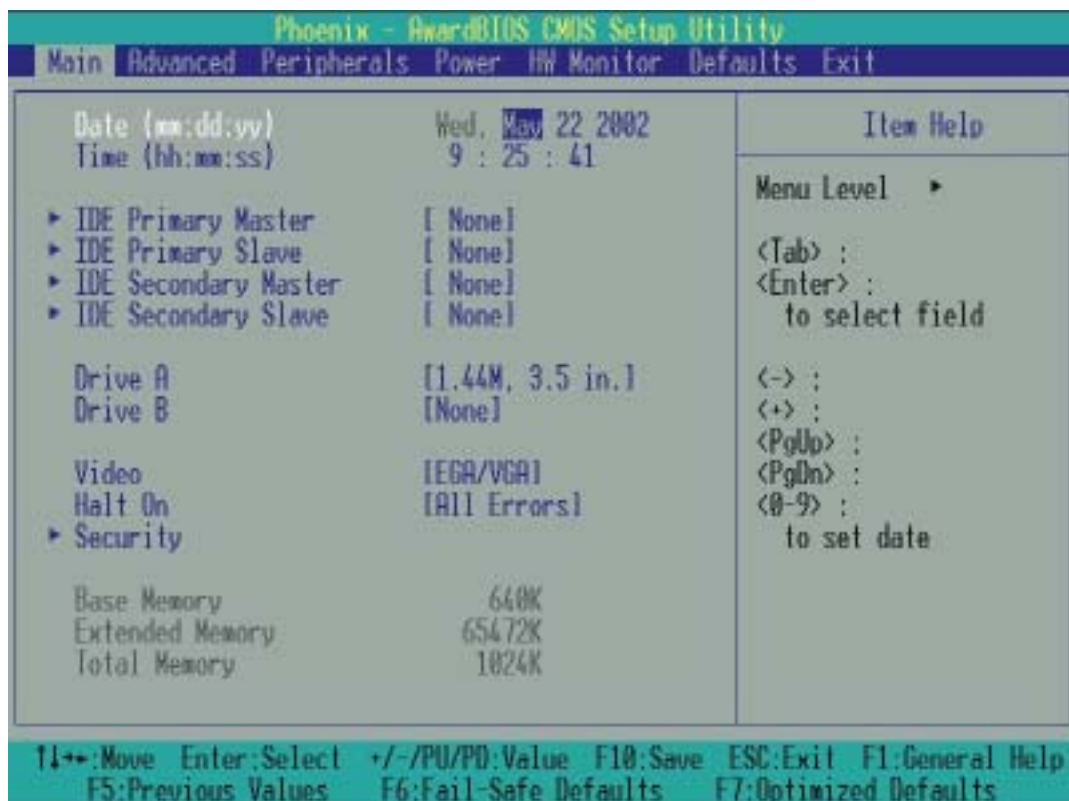 Phoenix - AwardBIOS CMOS Setup Utility
Main Advanced Peripherals Power HW Monitor Defaults Exit
Date (mm:dd:yy) Wed, May 22 2002
Time (hh:mm:ss) 9 : 25 : 41
IDE Primary Master [ None]
IDE Primary Slave [ None]
IDE Secondary Master [ None]
IDE Secondary Slave [ None]
Drive A [1.44M, 3.5 in.]
Drive B [None]
Video [EGA/VGA]
Halt On [All Errors]
Security
Base Memory 640K
Extended Memory 65472K
Total Memory 1024K
Item Help
Menu Level
<Tab> :
<Enter> :
to select field
<-> :
<+> :
<PgUp> :
<PgDn> :
<0-9> :
to set date
↑↓→←:Move Enter:Select +/-/PU/PD:Value F10:Save ESC:Exit F1:General Help
F5:Previous Values F6:Fail-Safe Defaults F7:Optimized Defaults